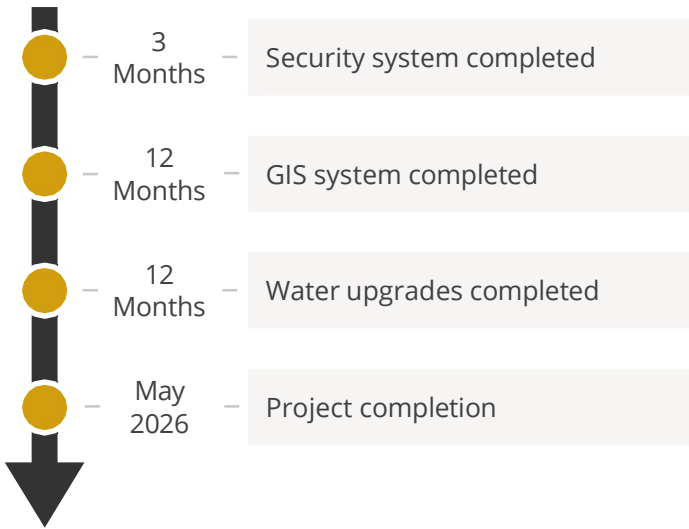 3
Months
Security system completed
12
Months
GIS system completed
12
Months
Water upgrades completed
May
2026
Project completion